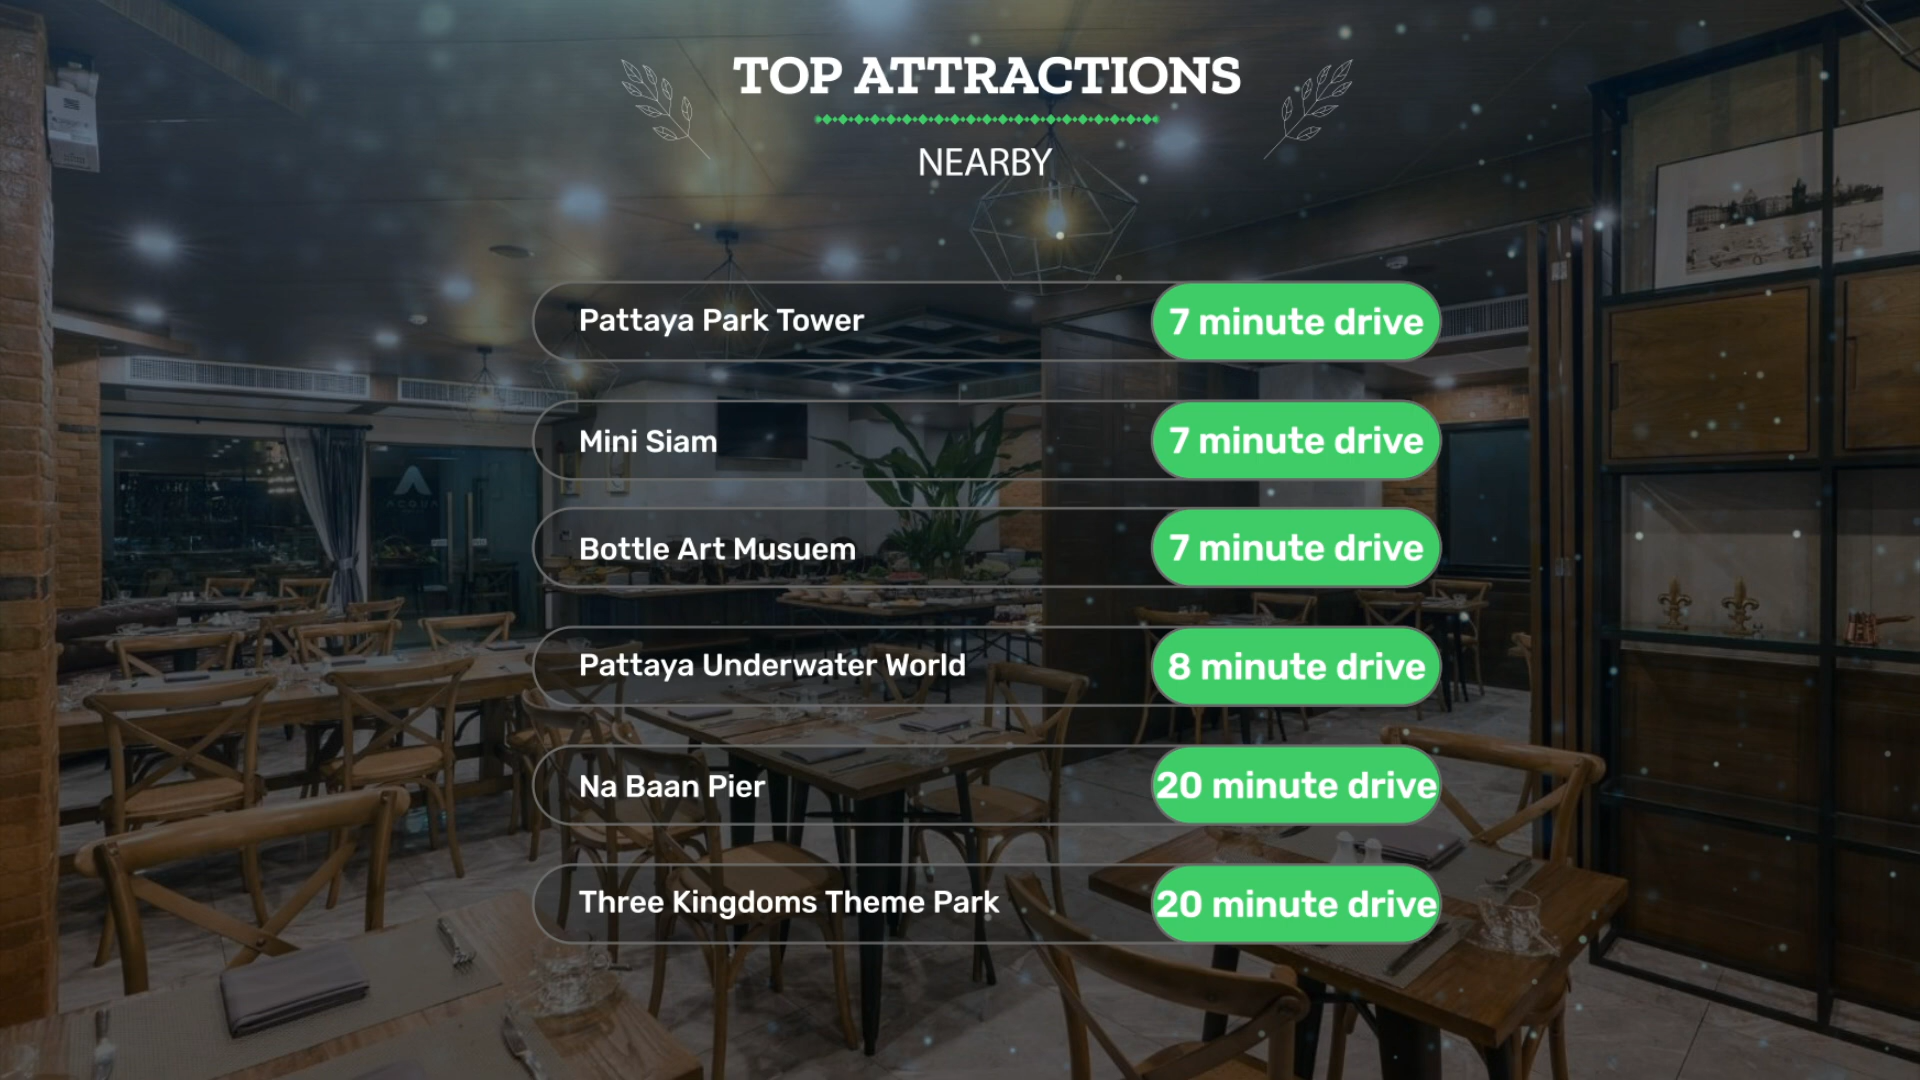 TOP ATTRACTIONS
NEARBY
Pattaya Park Tower
7 minute drive
Mini Siam
7 minute drive
ACQUA
Bottle Art Musuem
7 minute drive
Pattaya Underwater World
8 minute drive
Na Baan Pier
20 minute drive
Three Kingdoms Theme Park
20 minute drive